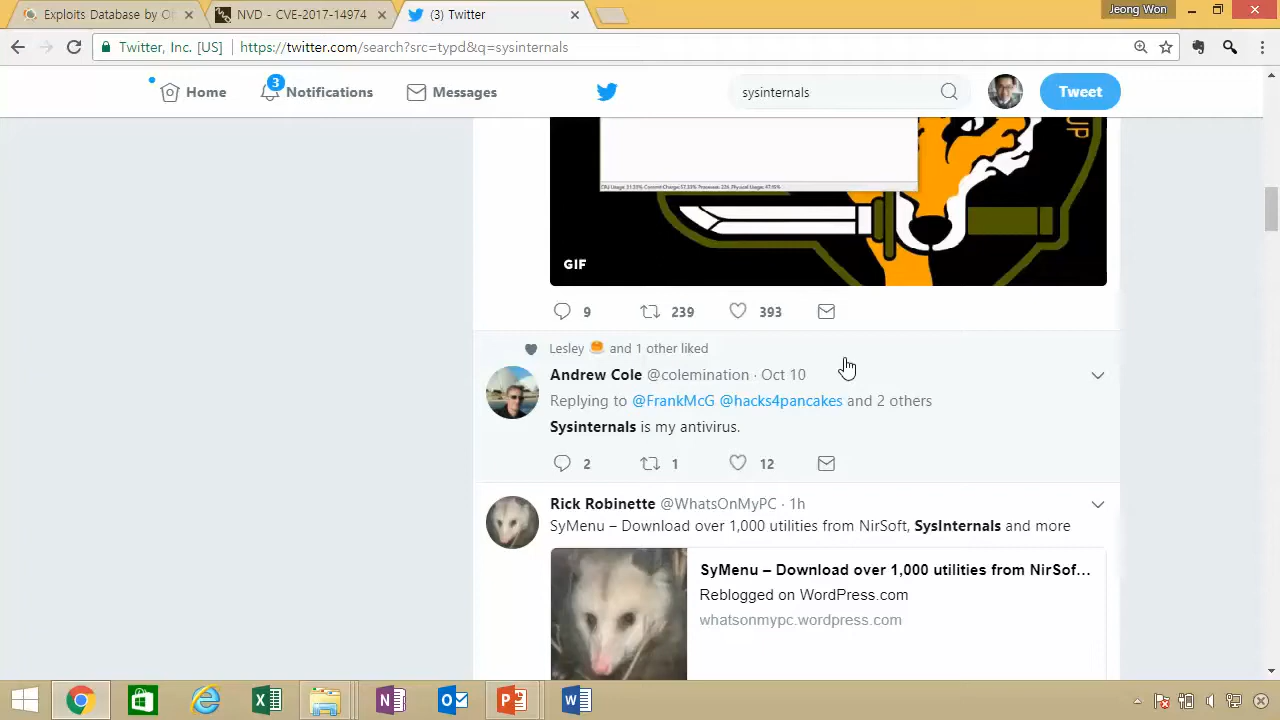 Exploits Database by Of
NVD - CVE-2017-14974
(3) Twitter
Jeong Won
Twitter, Inc. [US]
https://twitter.com/search?src=typd&q=sysinternals
Home
3
Notifications
Messages
sysinternals
Tweet
UP
GIF
9
239
393
Lesley and 1 other liked
Andrew Cole @colemination · Oct 10
Replying to @FrankMcG @hacks4pancakes and 2 others
Sysinternals is my antivirus.
2
1
12
Rick Robinette @WhatsOnMyPC · 1h
SyMenu – Download over 1,000 utilities from NirSoft, SysInternals and more
SyMenu – Download over 1,000 utilities from NirSof...
Reblogged on WordPress.com
whatsonmypc.wordpress.com